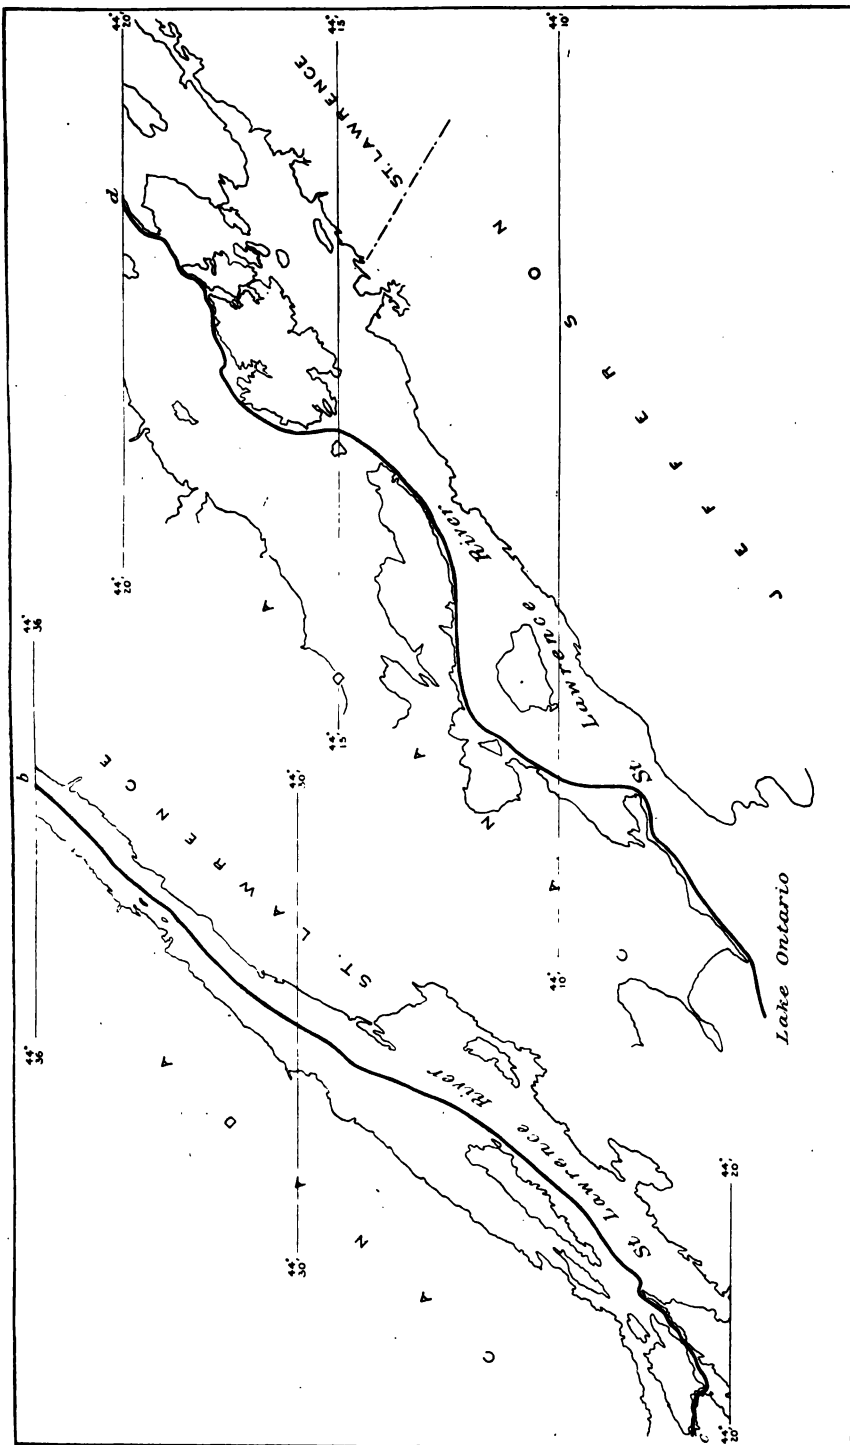 44° 20'
d
44° 15'
44° 10'
ST. LAWRENCE
JEFFERSON
44° 20'
44° 15'
44° 10'
CANADA
St Lawrence River
Lake Ontario
44° 36'
b
44° 36'
ST. LAWRENCE
44° 30'
44° 30'
CANADA
St Lawrence River
44° 20'
44° 20'
c